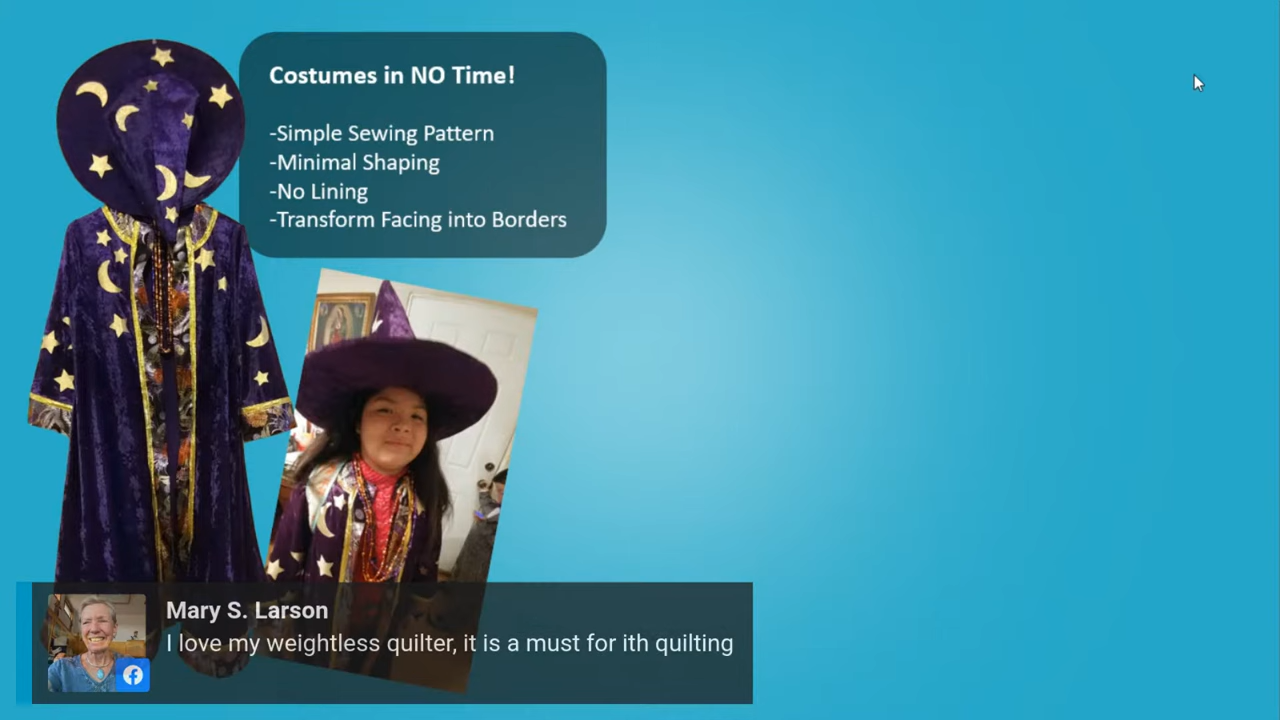 Costumes in NO Time!
-Simple Sewing Pattern
-Minimal Shaping
-No Lining
-Transform Facing into Borders
Mary S. Larson
I love my weightless quilter, it is a must for ith quilting